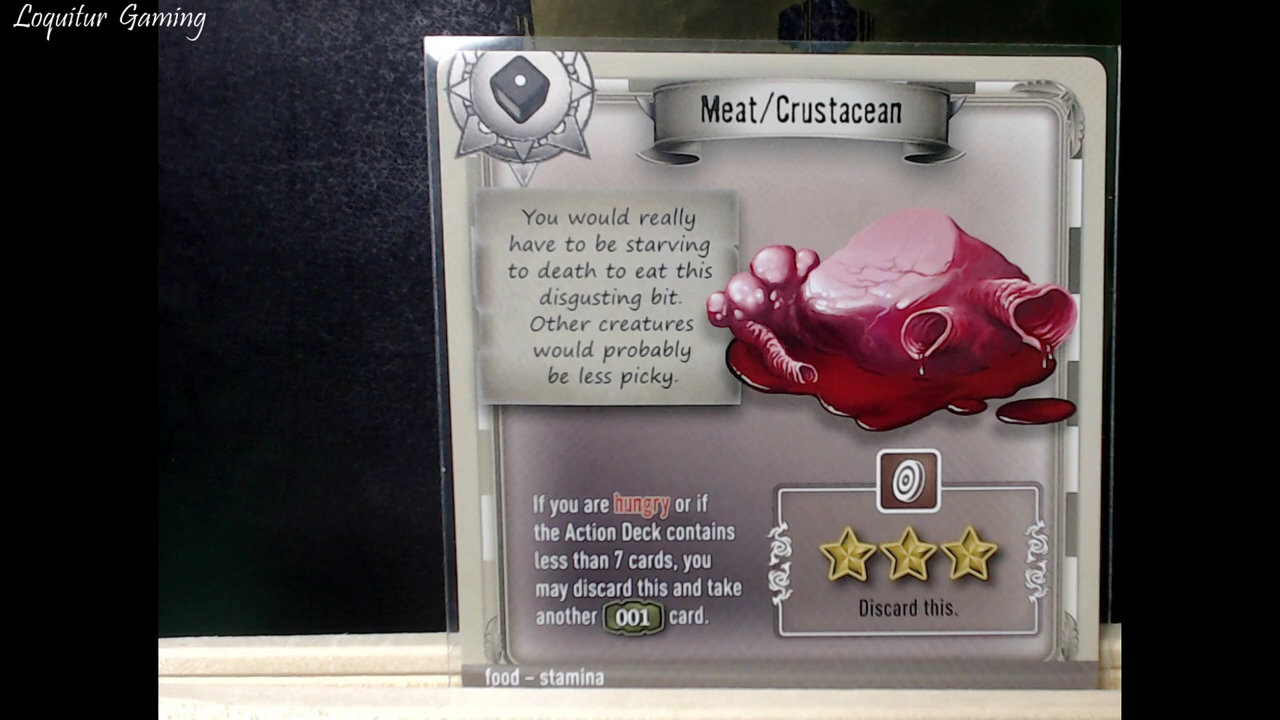 Loquitur Gaming
Meat/Crustacean
You would really
have to be starving
to death to eat this
disgusting bit.
Other creatures
would probably
be less picky.
If you are hungry or if
the Action Deck contains
less than 7 cards, you
may discard this and take
another 001 card.
Discard this.
food – stamina